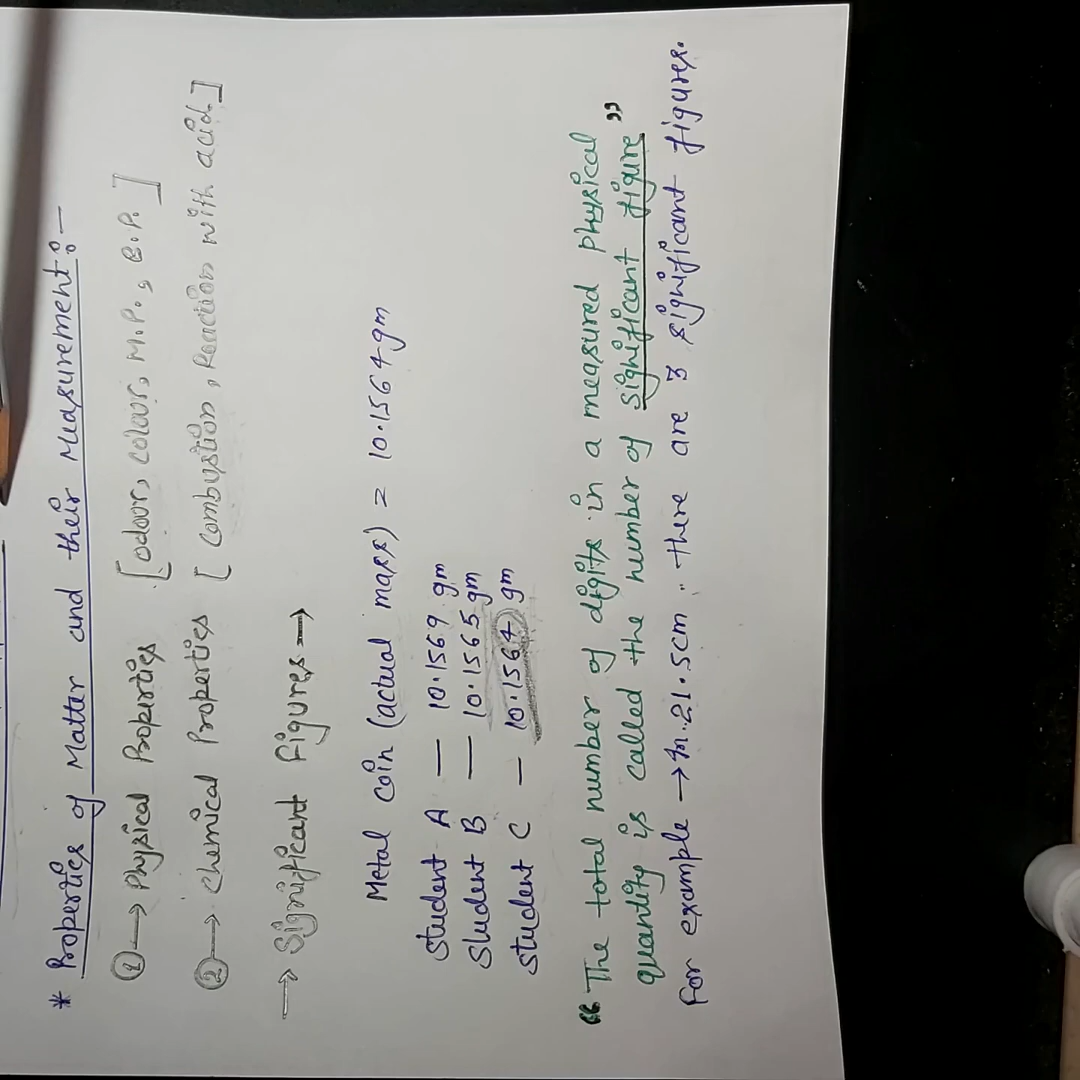 * Properties of Matter and their Measurement:-
① → Physical Properties [odour, colour, M.P., B.P.]
② → Chemical Properties [Combustion, Reaction with acid]
→ Significant Figures →
Metal coin (actual mass) = 10.1564 gm
Student A — 10.1569 gm
Student B — 10.1565 gm
Student C — 10.1564 gm
“The total number of digits in a measured physical
quantity is called the number of significant figure”
For example → In 21.5cm there are 3 significant figures.